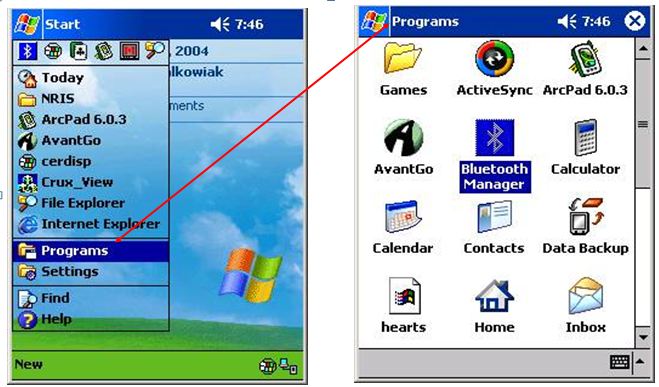 Start 7:46
, 2004
Today
lkowiak
NRIS
ArcPad 6.0.3
ments
AvantGo
cerdisp
Crux_View
File Explorer
Internet Explorer
Programs
Settings
Find
Help
New
Programs 7:46
Games ActiveSync ArcPad 6.0.3
AvantGo Bluetooth Manager Calculator
Calendar Contacts Data Backup
hearts Home Inbox